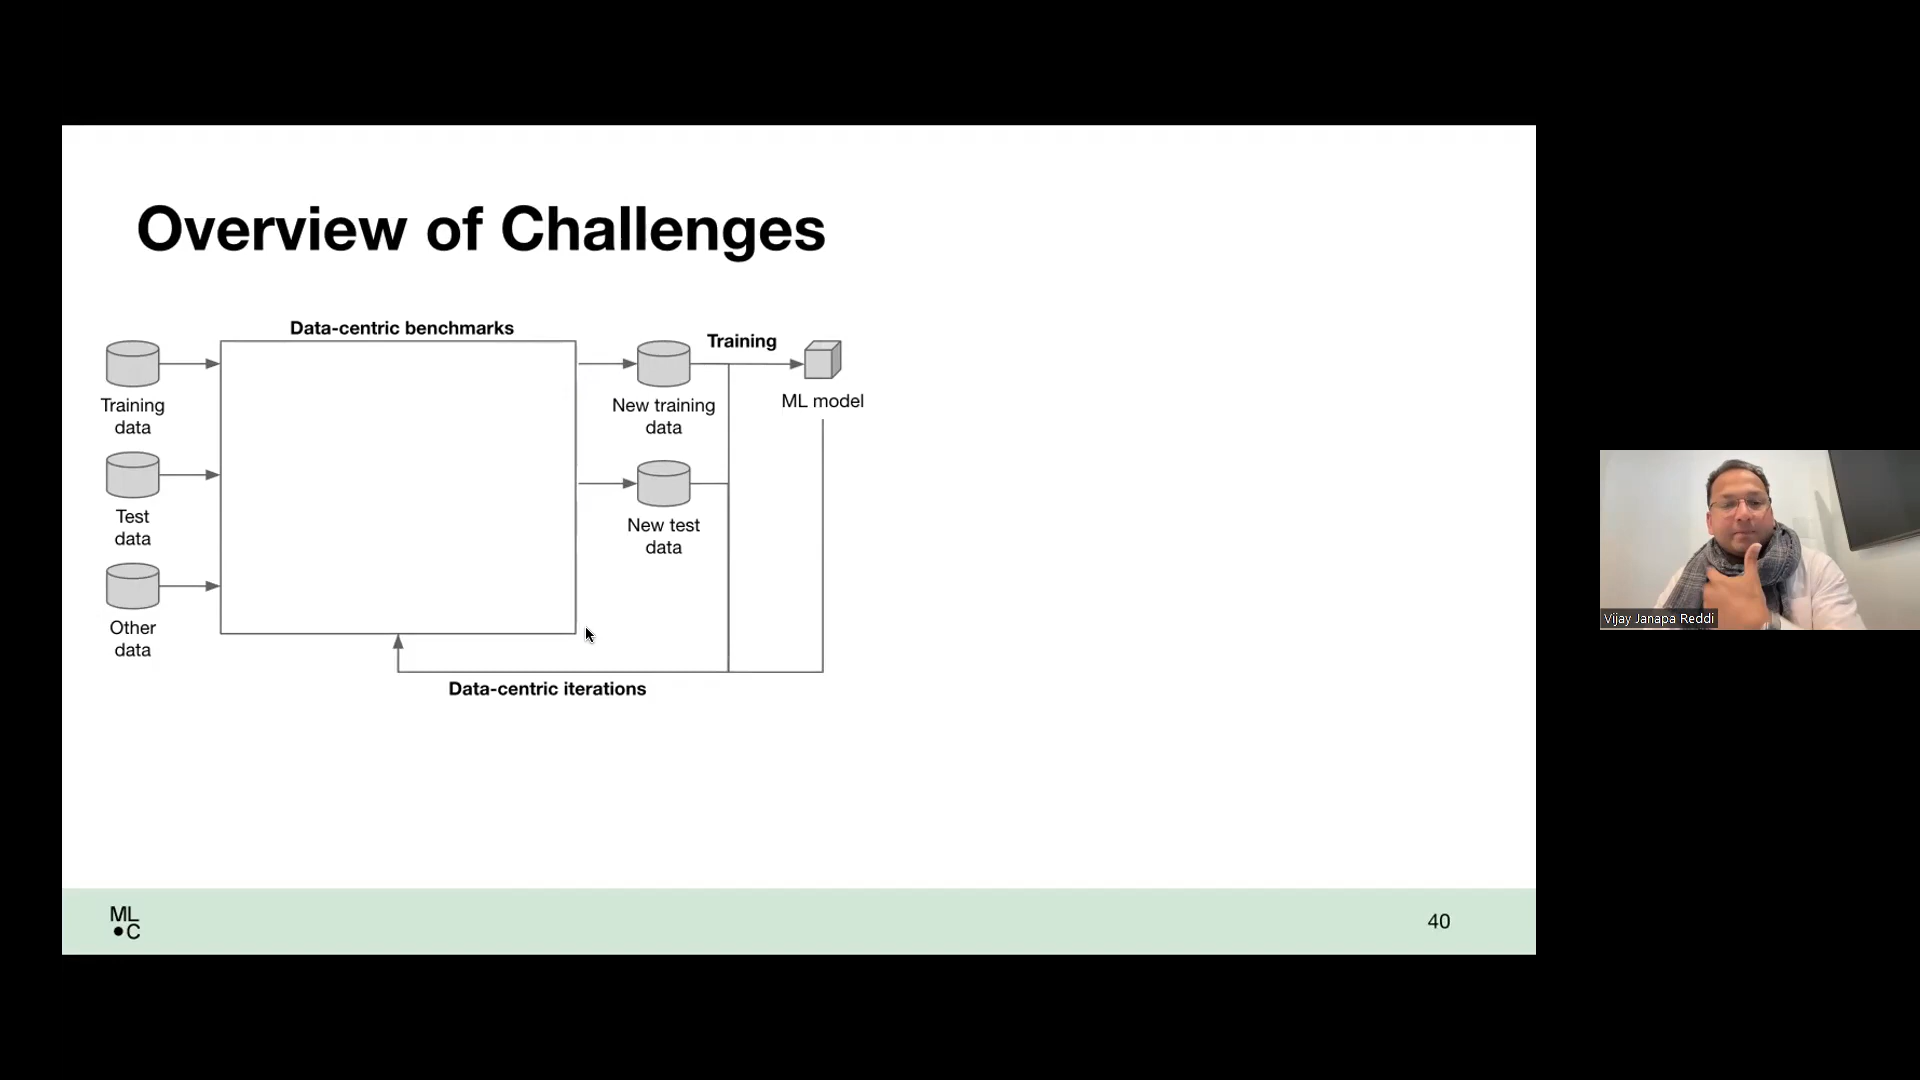 Overview of Challenges
Data-centric benchmarks
Training
Training
data
Test
data
Other
data
New training
data
New test
data
ML model
Data-centric iterations
ML
C
40
Vijay Janapa Reddi